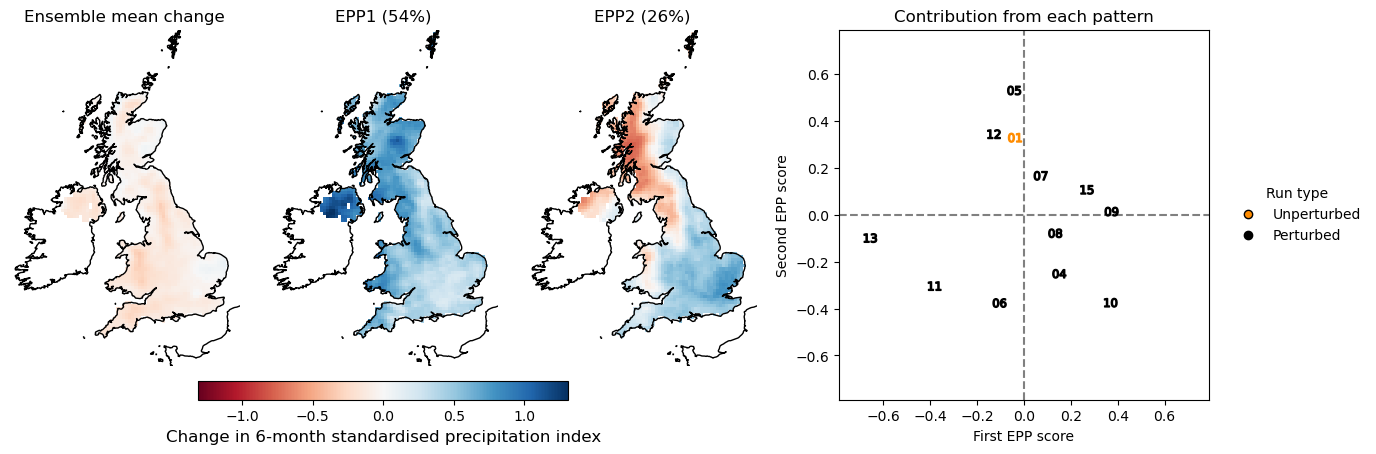 Ensemble mean change
EPP1 (54%)
EPP2 (26%)
Contribution from each pattern
−1.0 −0.5 0.0 0.5 1.0
Change in 6-month standardised precipitation index
Second EPP score
0.6
0.4
0.2
0.0
−0.2
−0.4
−0.6
05
12
01
07
15
09
08
13
04
11
06
10
−0.6 −0.4 −0.2 0.0 0.2 0.4 0.6
First EPP score
Run type
Unperturbed
Perturbed